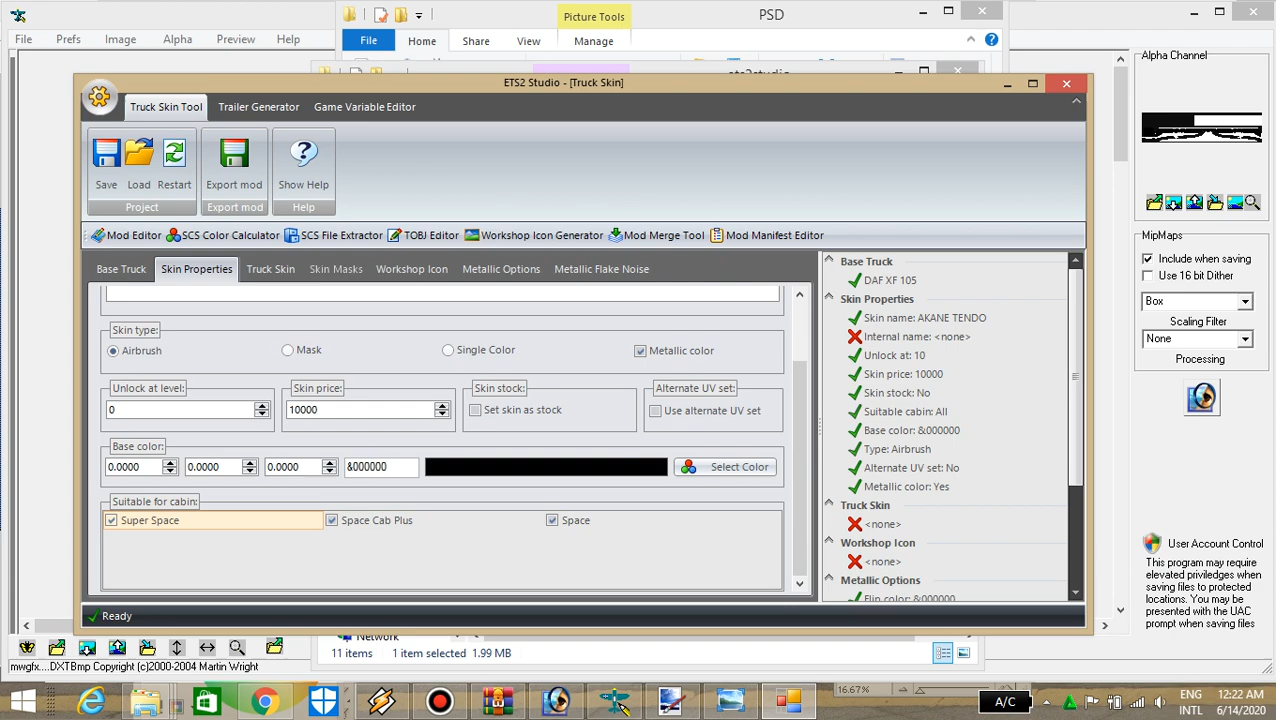 Picture Tools
PSD
File Prefs Image Alpha Preview Help
File Home Share View Manage
ETS2 Studio - [Truck Skin]
Alpha Channel
Truck Skin Tool Trailer Generator Game Variable Editor
Save Load Restart Export mod Show Help
Project Export mod Help
Mod Editor SCS Color Calculator SCS File Extractor TOBJ Editor Workshop Icon Generator Mod Merge Tool Mod Manifest Editor
Base Truck Skin Properties Truck Skin Skin Masks Workshop Icon Metallic Options Metallic Flake Noise
Skin type:
Airbrush Mask Single Color Metallic color
Unlock at level: Skin price: Skin stock: Alternate UV set:
0 10000 Set skin as stock Use alternate UV set
Base color:
0.0000 0.0000 0.0000 &000000 Select Color
Suitable for cabin:
Super Space Space Cab Plus Space
Ready
Base Truck
DAF XF 105
Skin Properties
Skin name: AKANE TENDO
Internal name: <none>
Unlock at: 10
Skin price: 10000
Skin stock: No
Suitable cabin: All
Base color: &000000
Type: Airbrush
Alternate UV set: No
Metallic color: Yes
Truck Skin
<none>
Workshop Icon
<none>
Metallic Options
Flip color: &000000
MipMaps
Include when saving
Use 16 bit Dither
Box
Scaling Filter
None
Processing
User Account Control
This program may require
elevated priviledges when
saving files to protected
locations. You may be
presented with the UAC
prompt when saving files
Network
11 items 1 item selected 1.99 MB
mwgfx....DXTBmp Copyright (c)2000-2004 Martin Wright
16.67%
A/C
ENG
INTL
12:22 AM
6/14/2020